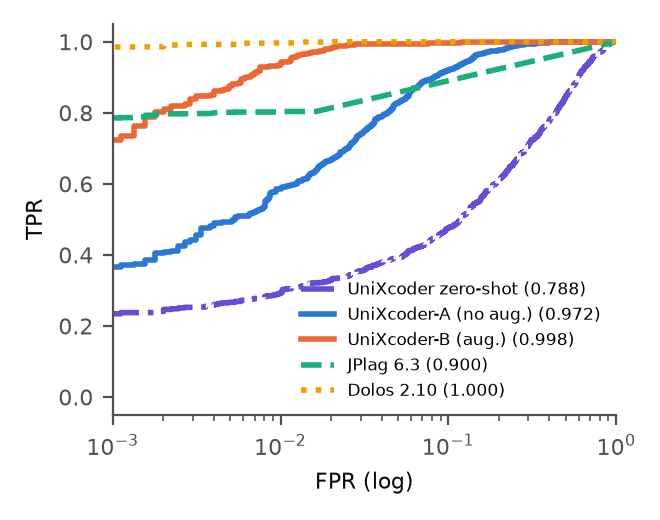 1.0
0.8
0.6
0.4
0.2
0.0
TPR
UniXcoder zero-shot (0.788)
UniXcoder-A (no aug.) (0.972)
UniXcoder-B (aug.) (0.998)
JPlag 6.3 (0.900)
Dolos 2.10 (1.000)
10⁻³ 10⁻² 10⁻¹ 10⁰
FPR (log)